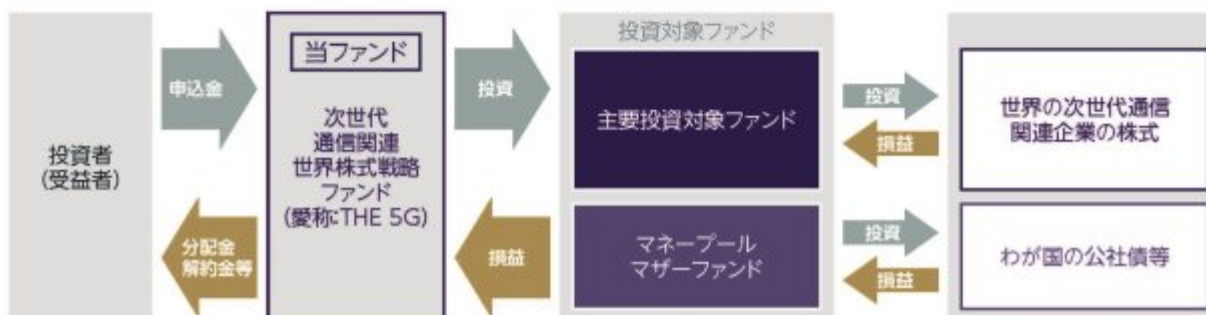 投資者
(受益者)
申込金
分配金
解約金等
当ファンド
次世代
通信関連
世界株式戦略
ファンド
(愛称:THE 5G)
投資
損益
投資対象ファンド
主要投資対象ファンド
マネープール
マザーファンド
投資
損益
投資
損益
世界の次世代通信
関連企業の株式
わが国の公社債等